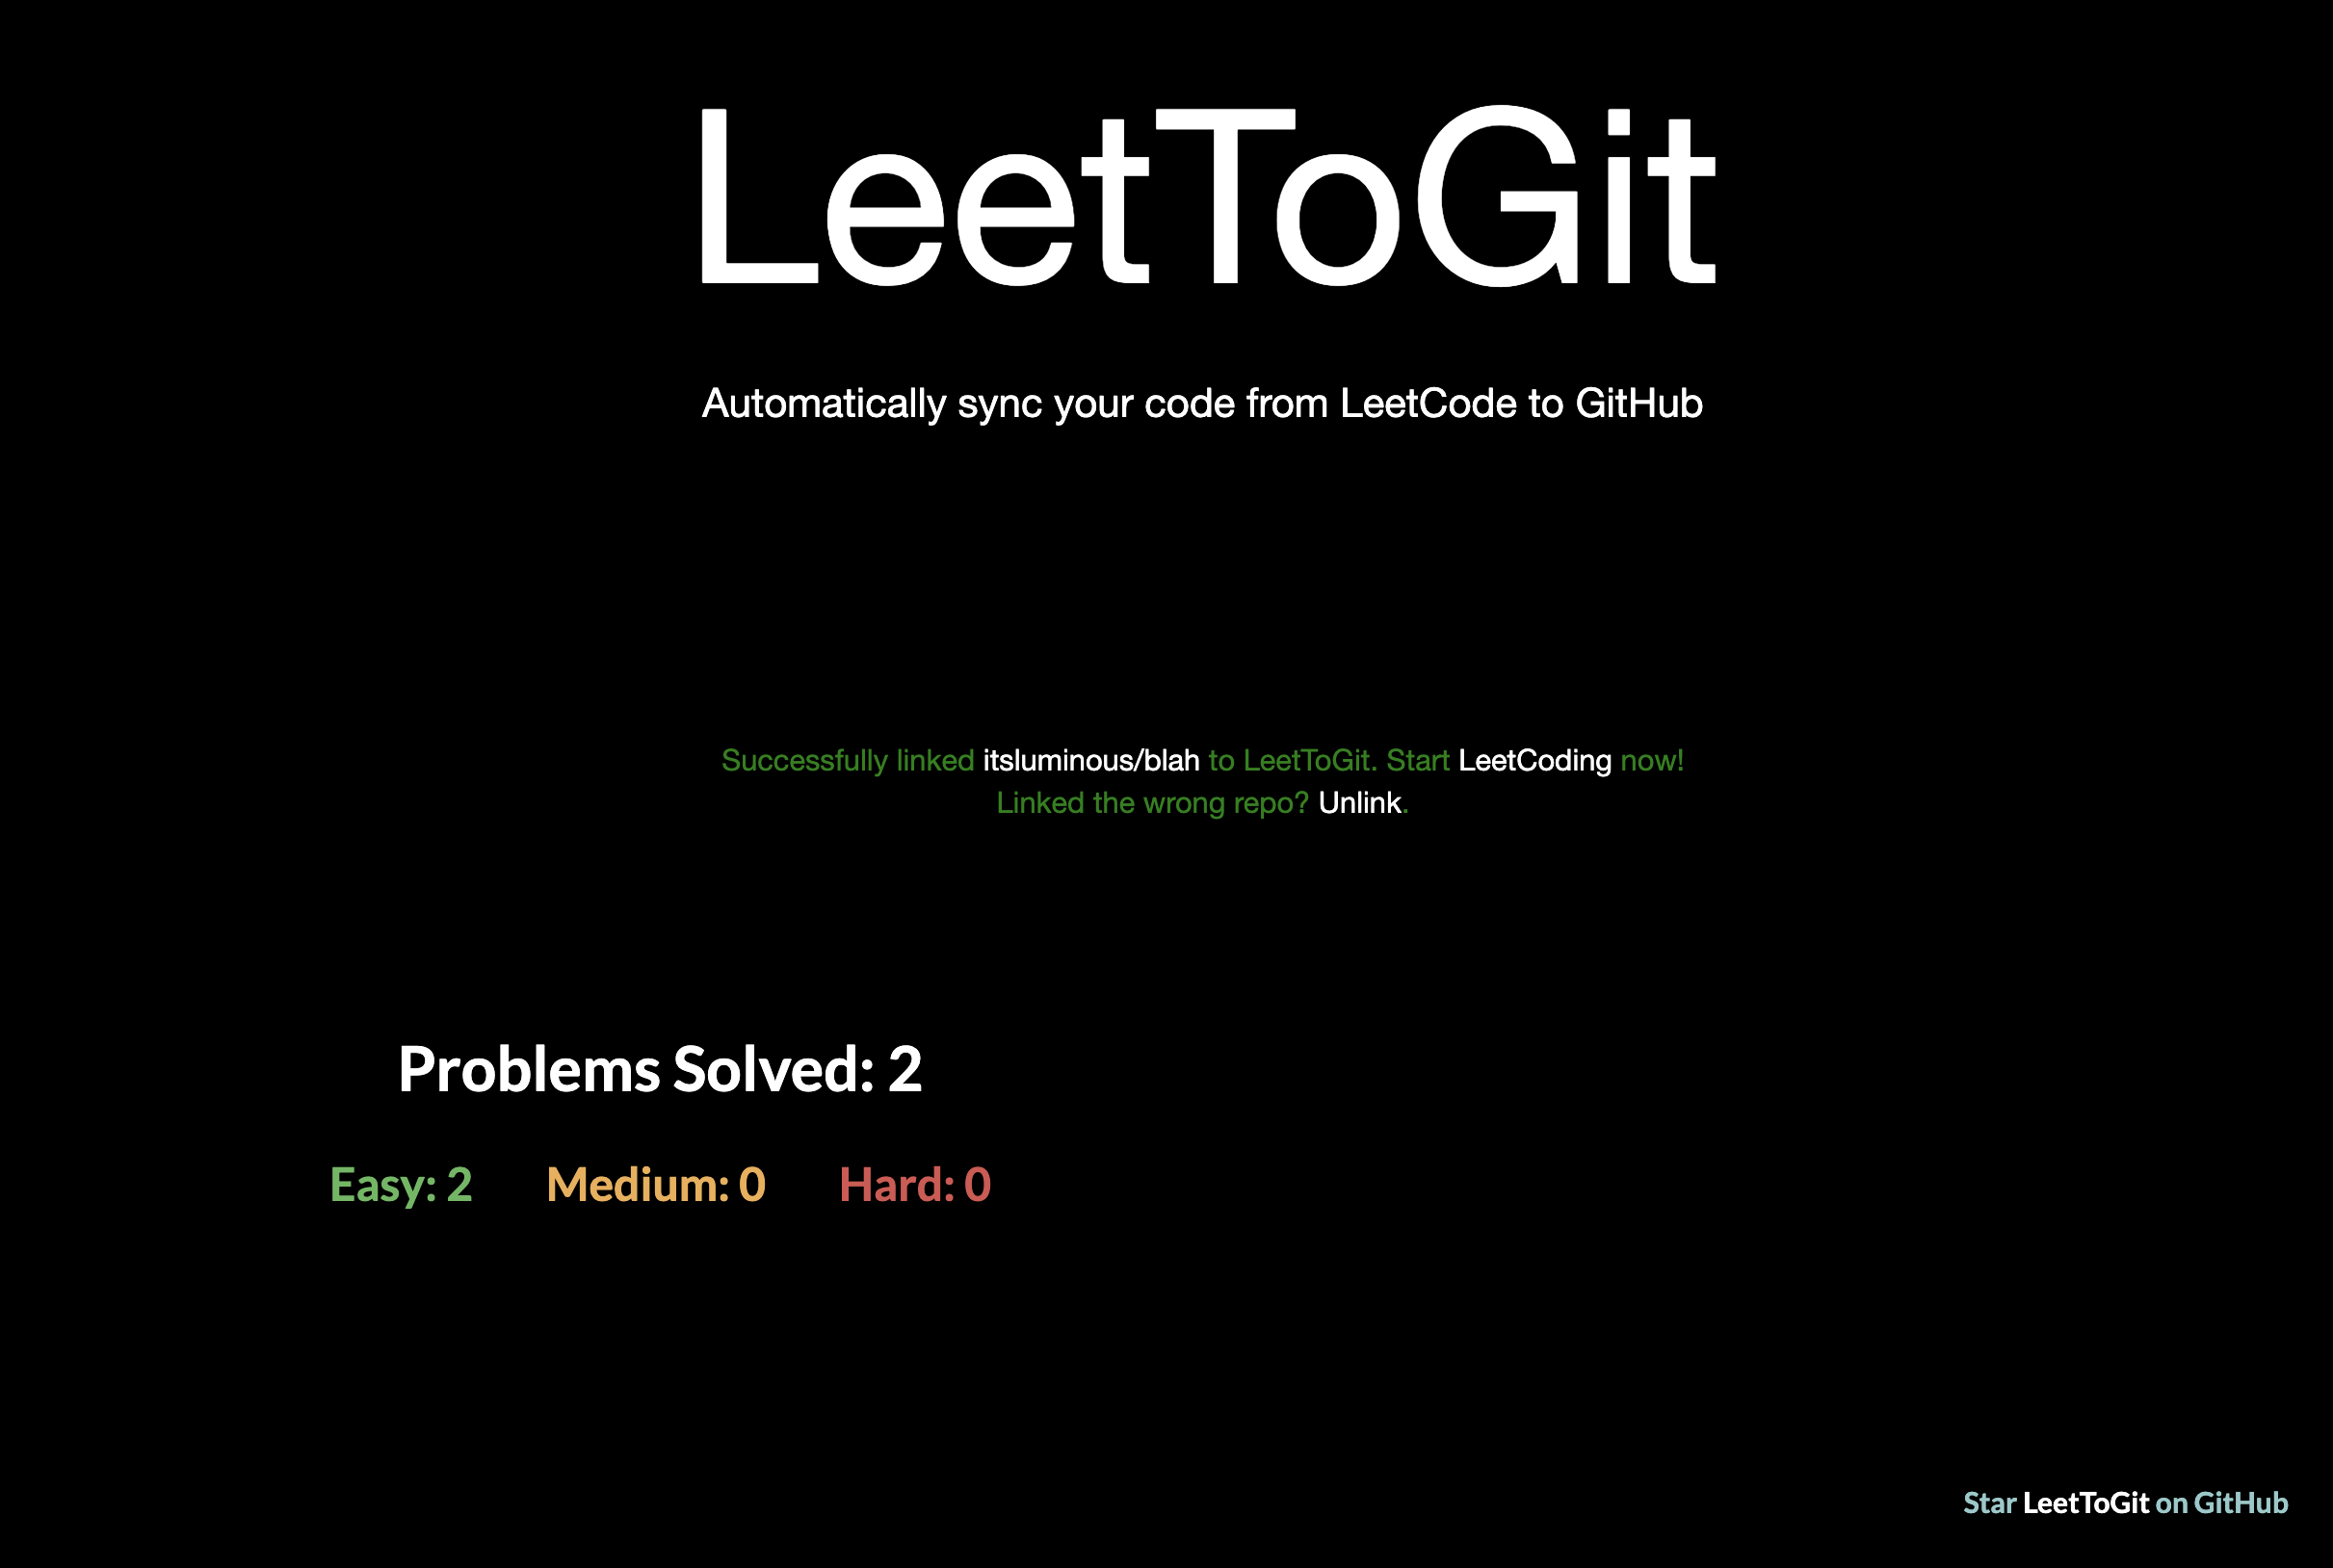 LeetToGit
Automatically sync your code from LeetCode to GitHub
Successfully linked itsluminous/blah to LeetToGit. Start LeetCoding now!
Linked the wrong repo? Unlink.
Problems Solved: 2
Easy: 2 Medium: 0 Hard: 0
Star LeetToGit on GitHub